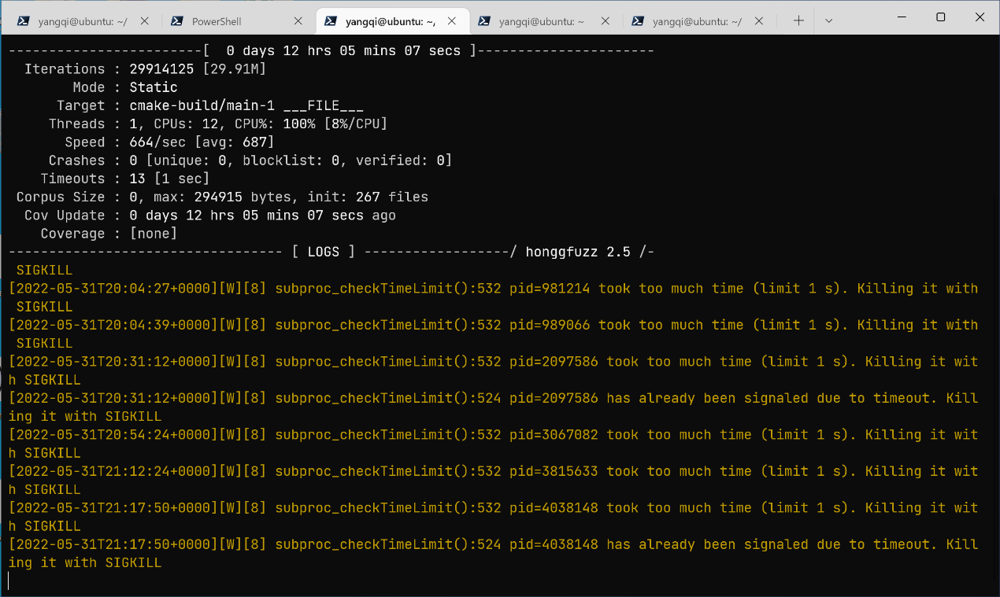 yangqi@ubuntu: ~/
PowerShell
yangqi@ubuntu: ~,
yangqi@ubuntu: ~
yangqi@ubuntu: ~/
------------------------[  0 days 12 hrs 05 mins 07 secs ]----------------------
Iterations : 29914125 [29.91M]
Mode : Static
Target : cmake-build/main-1 ___FILE___
Threads : 1, CPUs: 12, CPU%: 100% [8%/CPU]
Speed : 664/sec [avg: 687]
Crashes : 0 [unique: 0, blocklist: 0, verified: 0]
Timeouts : 13 [1 sec]
Corpus Size : 0, max: 294915 bytes, init: 267 files
Cov Update : 0 days 12 hrs 05 mins 07 secs ago
Coverage : [none]
---------------------------------- [ LOGS ] ------------------/ honggfuzz 2.5 /-
SIGKILL
[2022-05-31T20:04:27+0000][W][8] subproc_checkTimeLimit():532 pid=981214 took too much time (limit 1 s). Killing it with
SIGKILL
[2022-05-31T20:04:39+0000][W][8] subproc_checkTimeLimit():532 pid=989066 took too much time (limit 1 s). Killing it with
SIGKILL
[2022-05-31T20:31:12+0000][W][8] subproc_checkTimeLimit():532 pid=2097586 took too much time (limit 1 s). Killing it wit
h SIGKILL
[2022-05-31T20:31:12+0000][W][8] subproc_checkTimeLimit():524 pid=2097586 has already been signaled due to timeout. Kill
ing it with SIGKILL
[2022-05-31T20:54:24+0000][W][8] subproc_checkTimeLimit():532 pid=3067082 took too much time (limit 1 s). Killing it wit
h SIGKILL
[2022-05-31T21:12:24+0000][W][8] subproc_checkTimeLimit():532 pid=3815633 took too much time (limit 1 s). Killing it wit
h SIGKILL
[2022-05-31T21:17:50+0000][W][8] subproc_checkTimeLimit():532 pid=4038148 took too much time (limit 1 s). Killing it wit
h SIGKILL
[2022-05-31T21:17:50+0000][W][8] subproc_checkTimeLimit():524 pid=4038148 has already been signaled due to timeout. Kill
ing it with SIGKILL